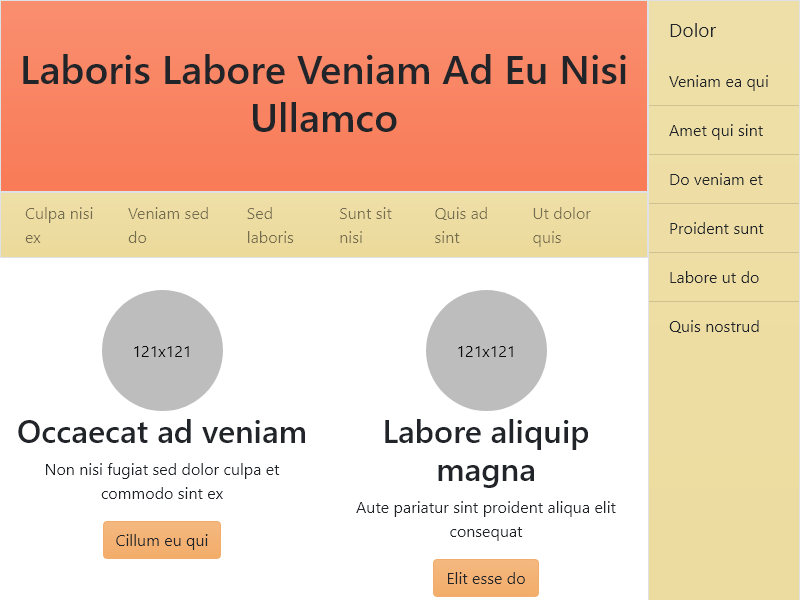 Laboris Labore Veniam Ad Eu Nisi
Ullamco
Culpa nisi
ex
Veniam sed
do
Sed
laboris
Sunt sit
nisi
Quis ad
sint
Ut dolor
quis
121x121
Occaecat ad veniam
Non nisi fugiat sed dolor culpa et
commodo sint ex
Cillum eu qui
121x121
Labore aliquip
magna
Aute pariatur sint proident aliqua elit
consequat
Elit esse do
Dolor
Veniam ea qui
Amet qui sint
Do veniam et
Proident sunt
Labore ut do
Quis nostrud